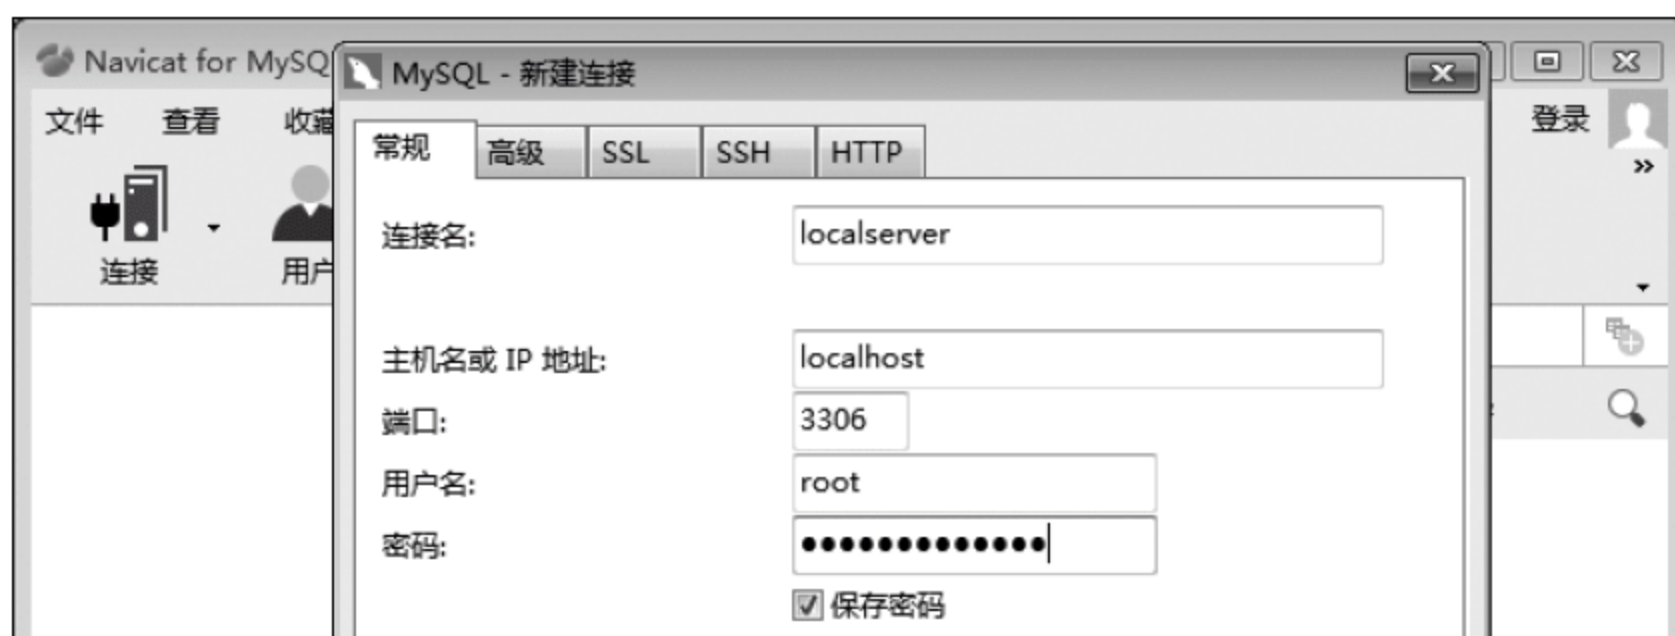 Navicat for MySQ
MySQL - 新建连接
文件 查看 收藏
登录
常规 高级 SSL SSH HTTP
连接 用户
连接名: localserver
主机名或 IP 地址: localhost
端口: 3306
用户名: root
密码: ●●●●●●●●●●●●●
保存密码